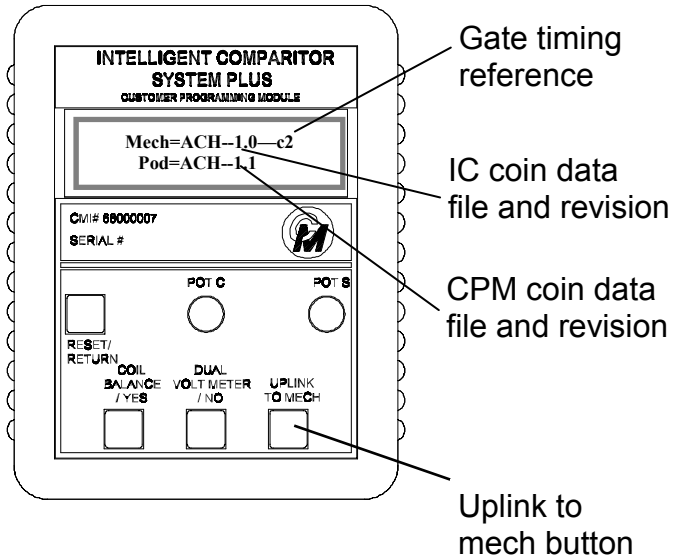 INTELLIGENT COMPARITOR
SYSTEM PLUS
CUSTOMER PROGRAMMING MODULE
Mech=ACH--1.0—c2
Pod=ACH--1.1
CMI# 68000007
SERIAL #
CM
POT C
POT S
RESET/
RETURN
COIL
BALANCE
/ YES
DUAL
VOLT METER
/ NO
UPLINK
TO MECH
Gate timing
reference
IC coin data
file and revision
CPM coin data
file and revision
Uplink to
mech button